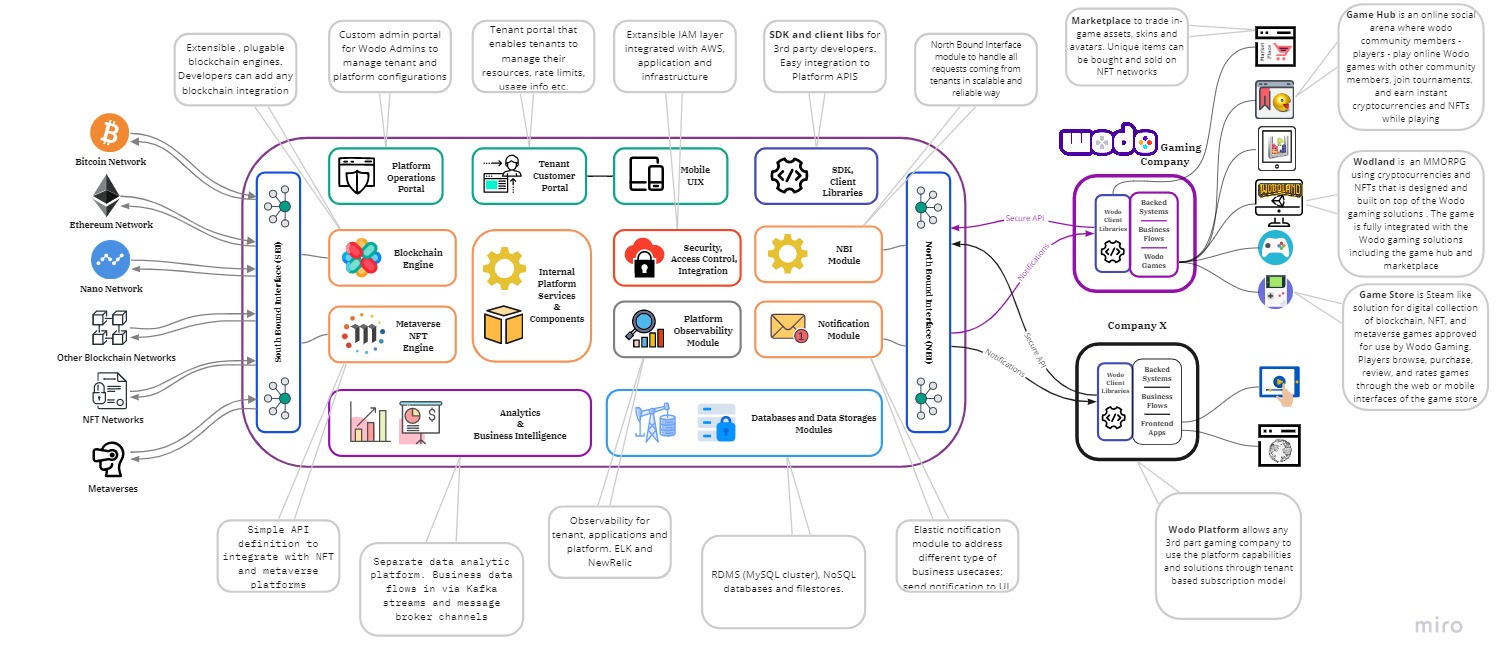 Extensible , plugable
blockchain engines.
Developers can add any
blockchain integration
Custom admin portal
for Wodo Admins to
manage tenant and
platform configurations
Tenant portal that
enables tenants to
manage their
resources, rate limits,
usage info etc.
Extansible IAM layer
integrated with AWS,
application and
infrastructure
SDK and client libs for
3rd party developers.
Easy integration to
Platform APIS
North Bound Interface
module to handle all
requests coming from
tenants in scalable and
reliable way
Marketplace to trade in-
game assets, skins and
avatars. Unique items can
be bought and sold on
NFT networks
Game Hub is an online social
arena where wodo
community members -
players - play online Wodo
games with other community
members, join tournaments,
and earn instant
cryptocurrencies and NFTs
while playing
Bitcoin Network
Ethereum Network
Nano Network
Other Blockchain Networks
NFT Networks
Metaverses
South Bound Interface (SBI)
Platform
Operations
Portal
Tenant
Customer
Portal
Mobile
UIX
SDK,
Client
Libraries
Blockchain
Engine
Metaverse
NFT
Engine
Internal
Platform
Services
&
Components
Security,
Access Control,
Integration
Platform
Observability
Module
NBI
Module
1
Notification
Module
Analytics
&
Business Intelligence
$
Databases and Data Storages
Modules
North Bound Interface (NBI)
Secure API
Notifications
Secure API
Notifications
wodo
Gaming
Company
Wodo
Client
Libraries
Backed
Systems
Business
Flows
Wodo
Games
Market
Place
WODOLAND
Wodland is an MMORPG
using cryptocurrencies and
NFTs that is designed and
built on top of the Wodo
gaming solutions . The game
is fully integrated with the
Wodo gaming solutions
including the game hub and
marketplace
Game Store is Steam like
solution for digital collection
of blockchain, NFT, and
metaverse games approved
for use by Wodo Gaming.
Players browse, purchase,
review, and rates games
through the web or mobile
interfaces of the game store
Company X
Wodo
Client
Libraries
Backed
Systems
Business
Flows
Frontend
Apps
Simple API
definition to
integrate with NFT
and metaverse
platforms
Separate data analytic
platform. Business data
flows in via Kafka
streams and message
broker channels
Observability for
tenant, applications and
platform. ELK and
NewRelic
RDMS (MySQL cluster), NoSQL
databases and filestores.
Elastic notification
module to address
different type of
business usecases;
send notification to UI,
Wodo Platform allows any
3rd part gaming company to
use the platform capabilities
and solutions through tenant
based subscription model
miro